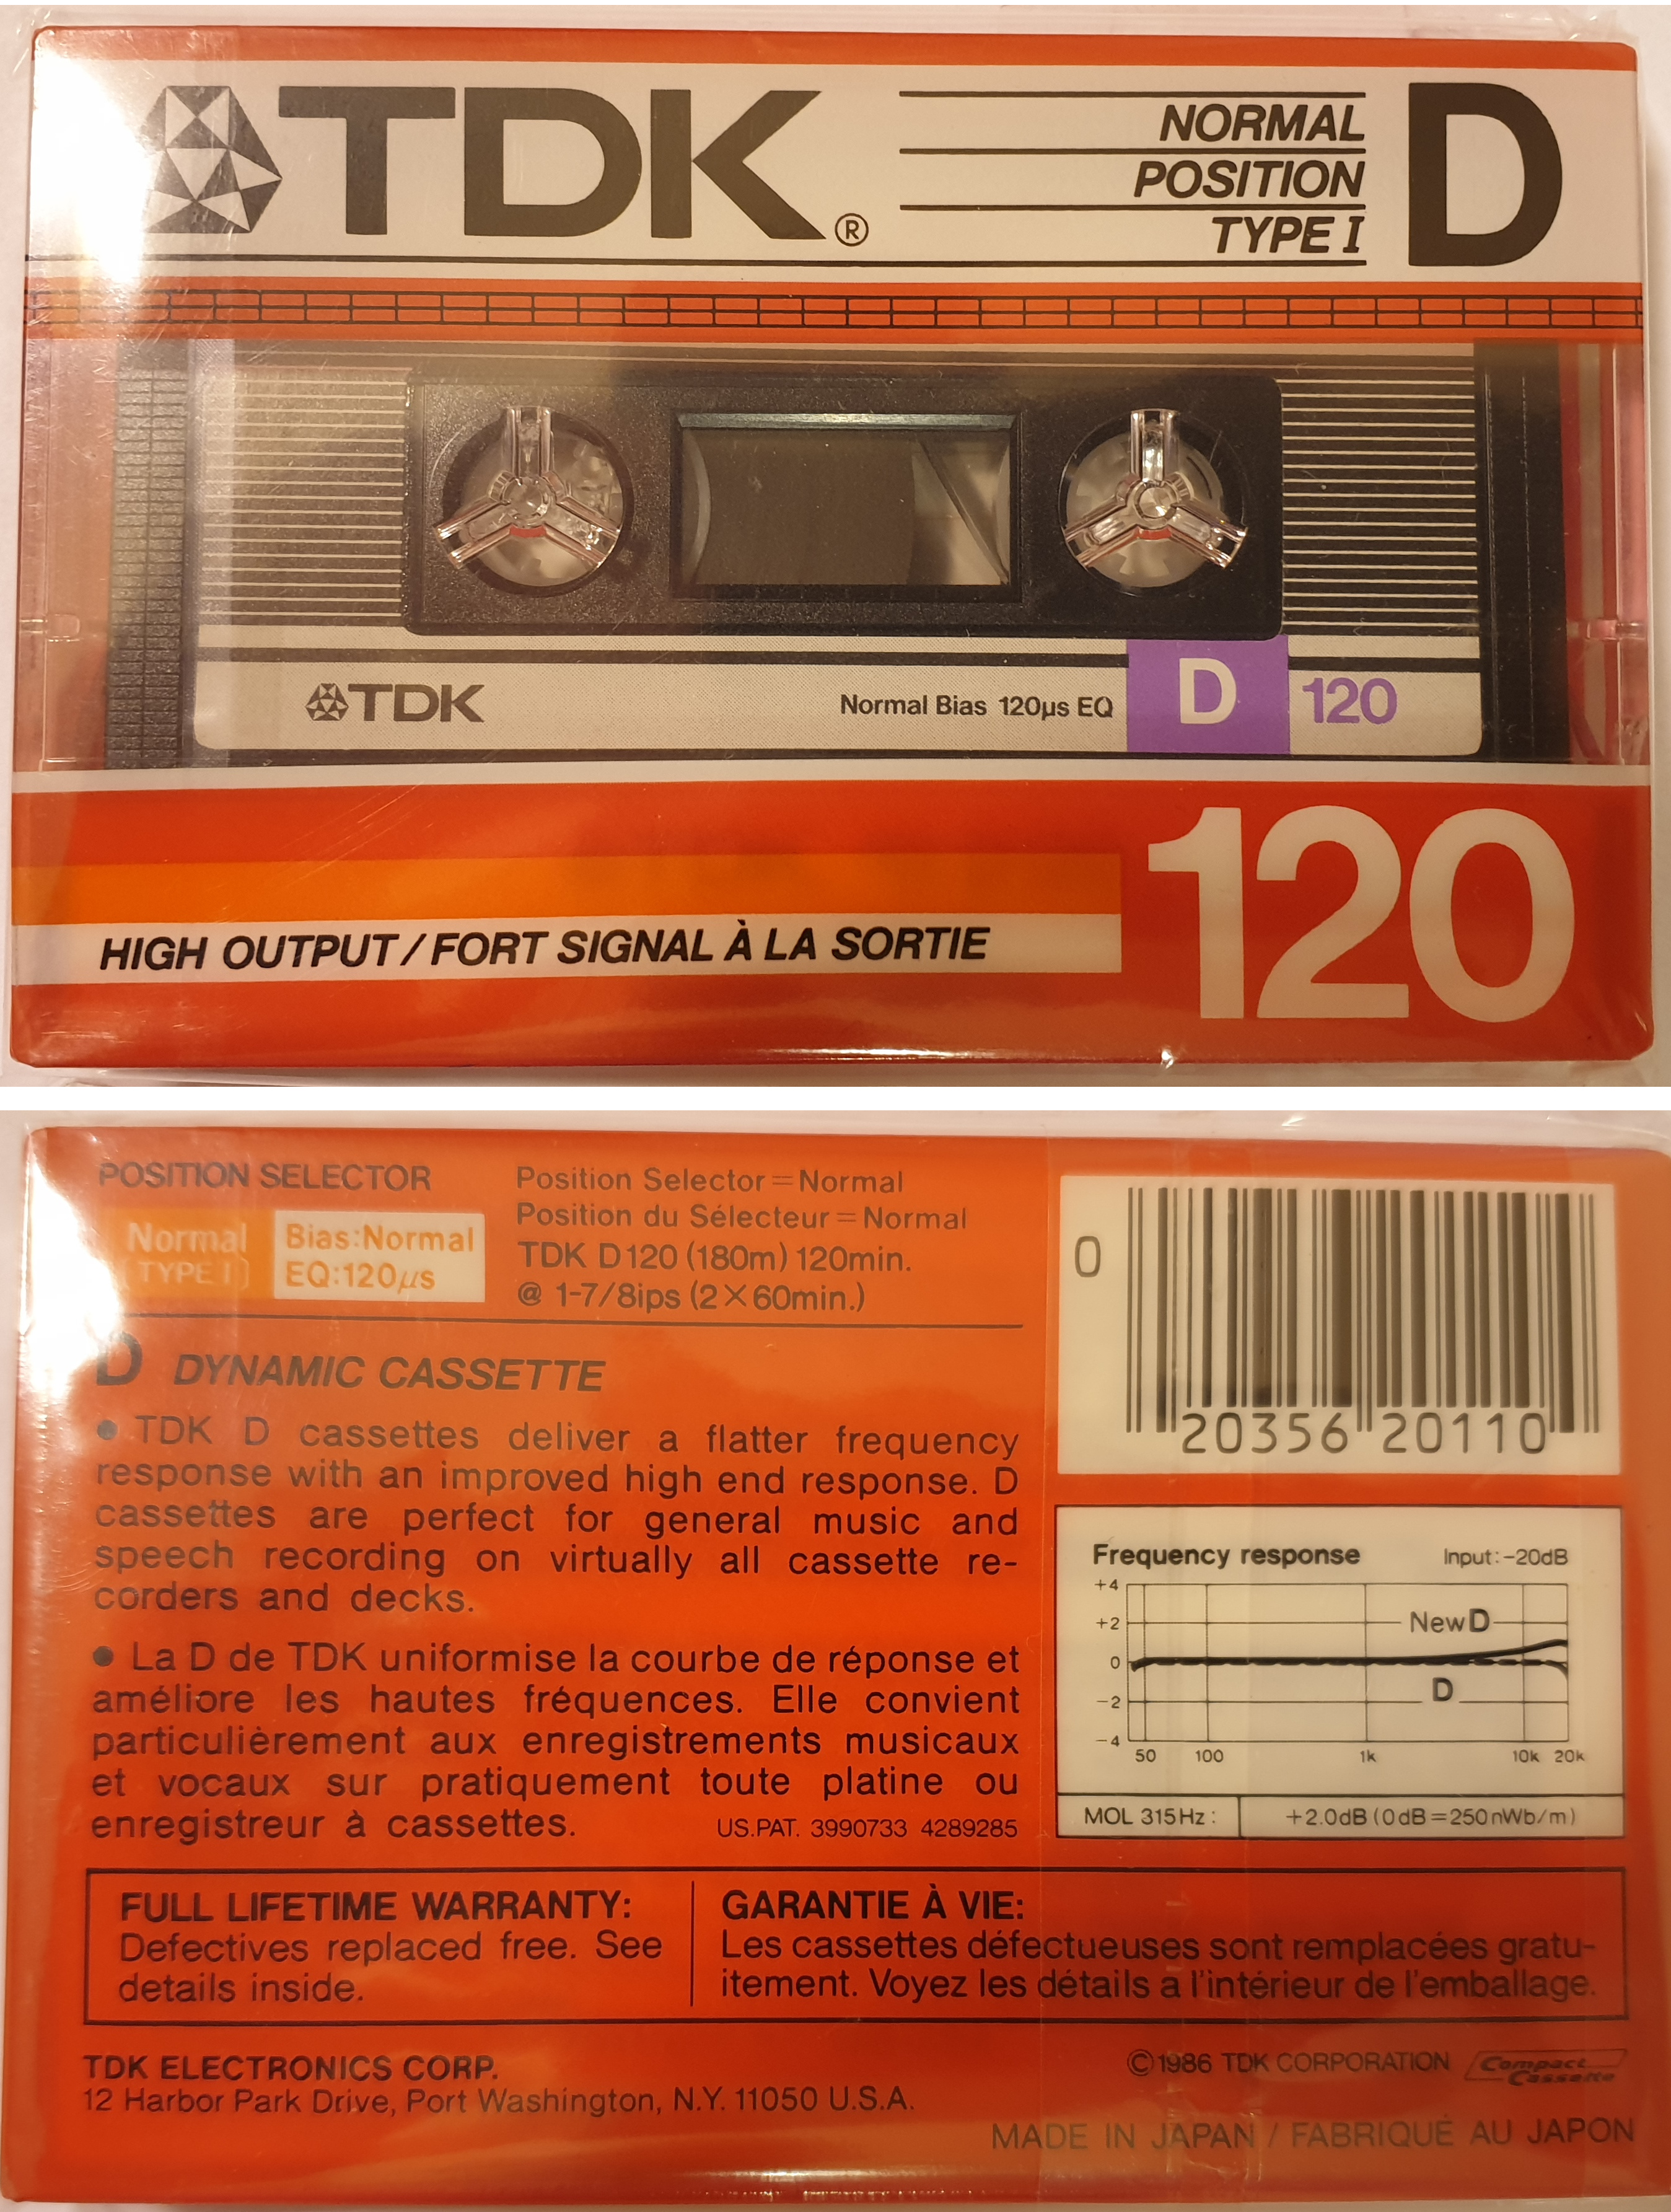 TDK®
NORMAL
POSITION
TYPE I
D
TDK
Normal Bias 120µs EQ
D
120
120
HIGH OUTPUT / FORT SIGNAL À LA SORTIE
POSITION SELECTOR
Normal
(TYPE I)
Bias:Normal
EQ:120µs
Position Selector=Normal
Position du Sélecteur=Normal
TDK D120 (180m) 120min.
@ 1-7/8ips (2×60min.)
D DYNAMIC CASSETTE
• TDK D cassettes deliver a flatter frequency
response with an improved high end response. D
cassettes are perfect for general music and
speech recording on virtually all cassette re-
corders and decks.
• La D de TDK uniformise la courbe de réponse et
améliore les hautes fréquences. Elle convient
particulièrement aux enregistrements musicaux
et vocaux sur pratiquement toute platine ou
enregistreur à cassettes.
US.PAT. 3990733 4289285
0
20356 20110
Frequency response
Input:-20dB
+4
+2
0
-2
-4
New D
D
50 100 1k 10k 20k
MOL 315Hz: +2.0dB (0dB=250nWb/m)
FULL LIFETIME WARRANTY:
Defectives replaced free. See
details inside.
GARANTIE À VIE:
Les cassettes défectueuses sont remplacées gratu-
itement. Voyez les détails a l'intérieur de l'emballage.
TDK ELECTRONICS CORP.
12 Harbor Park Drive, Port Washington, N.Y. 11050 U.S.A.
©1986 TDK CORPORATION
Compact
Cassette
MADE IN JAPAN / FABRIQUÉ AU JAPON